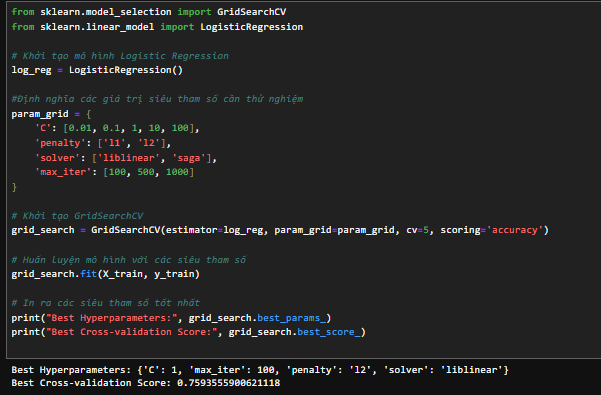 from sklearn.model_selection import GridSearchCV
from sklearn.linear_model import LogisticRegression

# Khởi tạo mô hình Logistic Regression
log_reg = LogisticRegression()

#Định nghĩa các giá trị siêu tham số cần thử nghiệm
param_grid = {
    'C': [0.01, 0.1, 1, 10, 100],
    'penalty': ['l1', 'l2'],
    'solver': ['liblinear', 'saga'],
    'max_iter': [100, 500, 1000]
}

# Khởi tạo GridSearchCV
grid_search = GridSearchCV(estimator=log_reg, param_grid=param_grid, cv=5, scoring='accuracy')

# Huấn luyện mô hình với các siêu tham số
grid_search.fit(X_train, y_train)

# In ra các siêu tham số tốt nhất
print("Best Hyperparameters:", grid_search.best_params_)
print("Best Cross-validation Score:", grid_search.best_score_)

Best Hyperparameters: {'C': 1, 'max_iter': 100, 'penalty': 'l2', 'solver': 'liblinear'}
Best Cross-validation Score: 0.7593555900621118